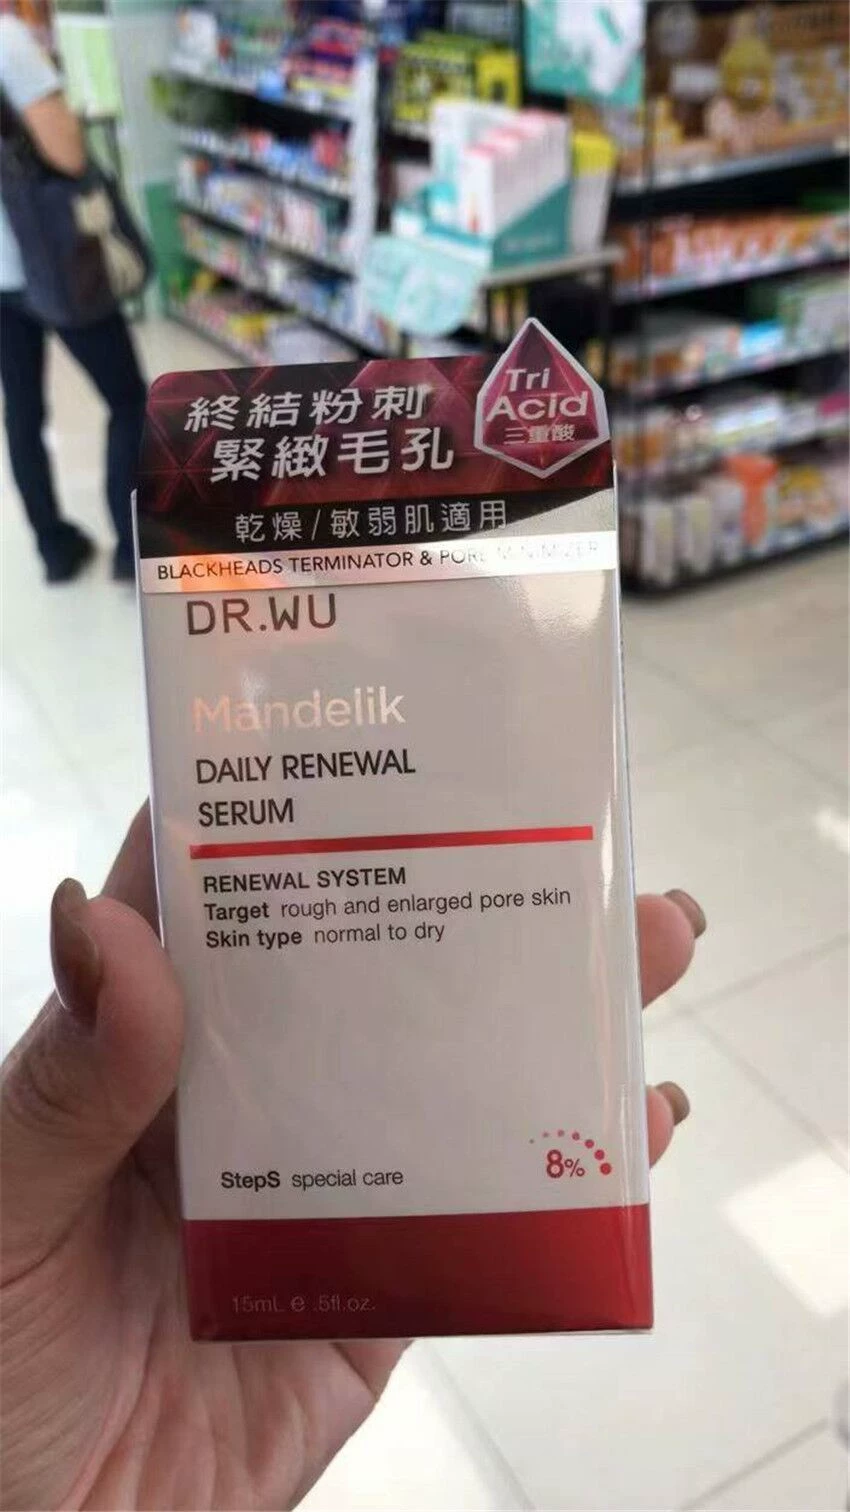 終結粉刺
緊緻毛孔
Tri
Acid
三重酸
乾燥/敏弱肌適用
BLACKHEADS TERMINATOR & PORE MINIMIZER
DR.WU
Mandelik
DAILY RENEWAL
SERUM
RENEWAL SYSTEM
Target rough and enlarged pore skin
Skin type normal to dry
StepS special care
8%
15mL e .5fl.oz.